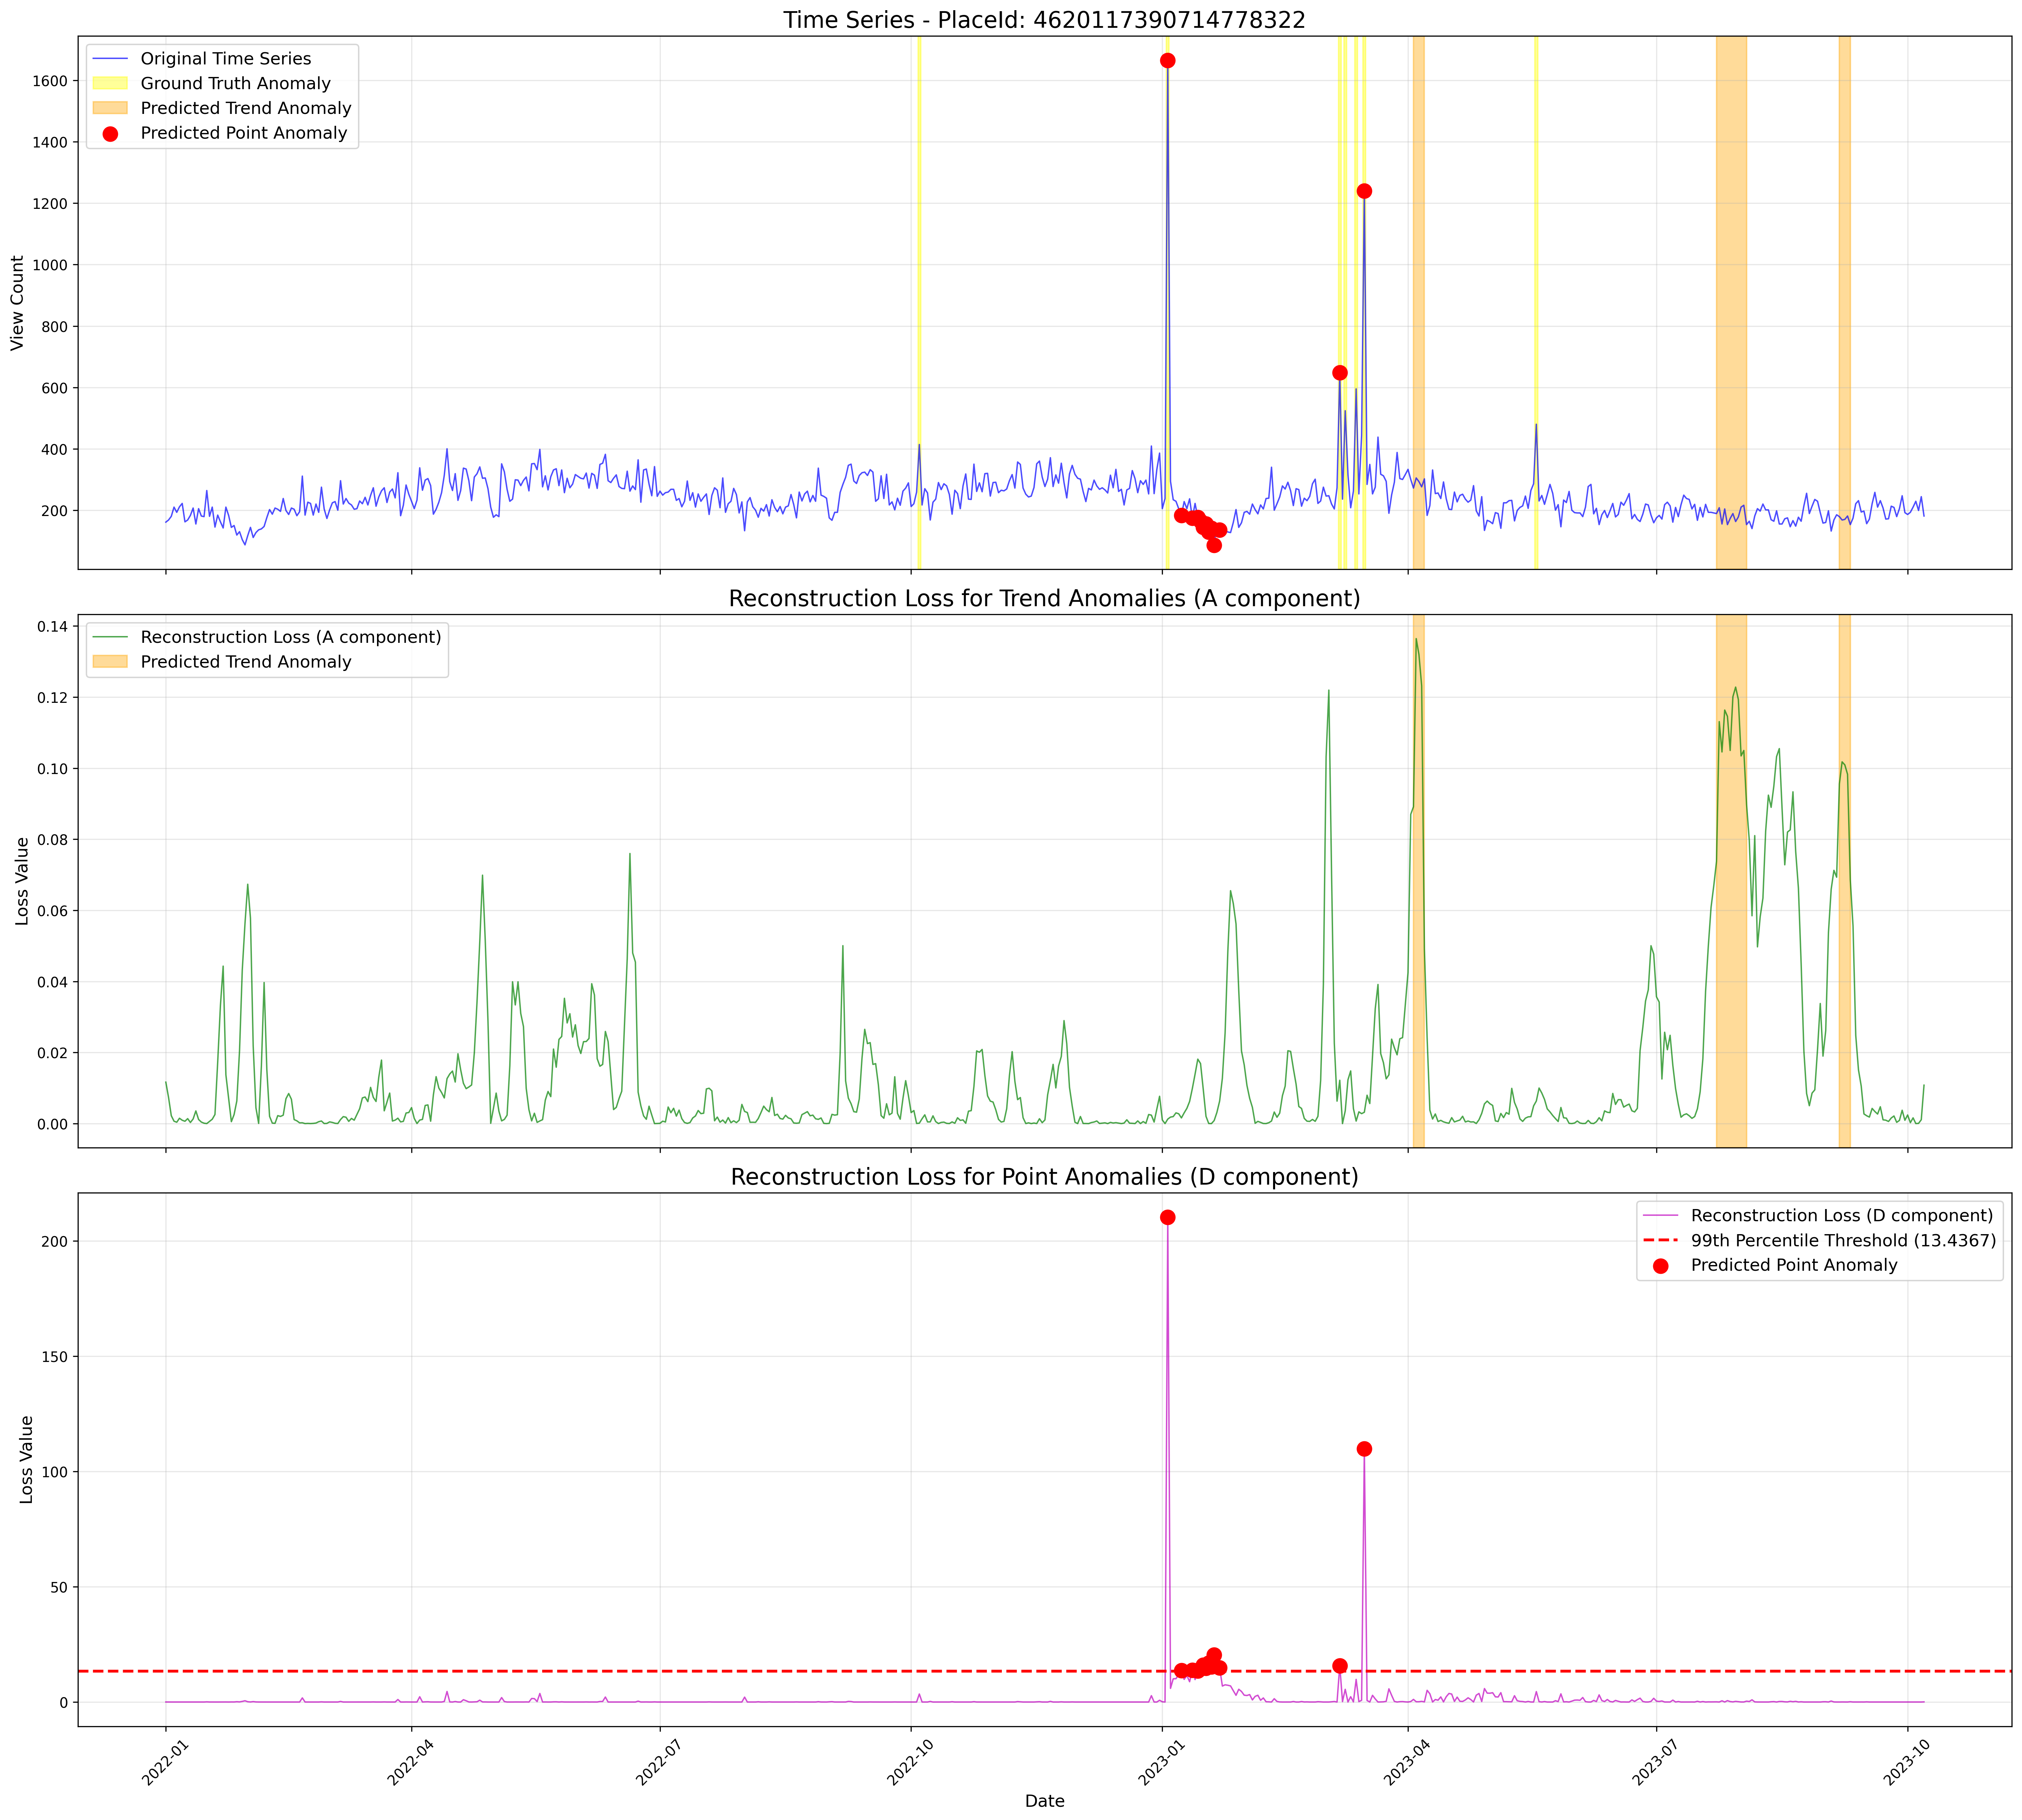 Time Series - PlaceId: 4620117390714778322
Original Time Series
Ground Truth Anomaly
Predicted Trend Anomaly
Predicted Point Anomaly
View Count
1600
1400
1200
1000
800
600
400
200
Reconstruction Loss for Trend Anomalies (A component)
Reconstruction Loss (A component)
Predicted Trend Anomaly
Loss Value
0.14
0.12
0.10
0.08
0.06
0.04
0.02
0.00
Reconstruction Loss for Point Anomalies (D component)
Reconstruction Loss (D component)
99th Percentile Threshold (13.4367)
Predicted Point Anomaly
Loss Value
200
150
100
50
0
2022-01
2022-04
2022-07
2022-10
2023-01
2023-04
2023-07
2023-10
Date